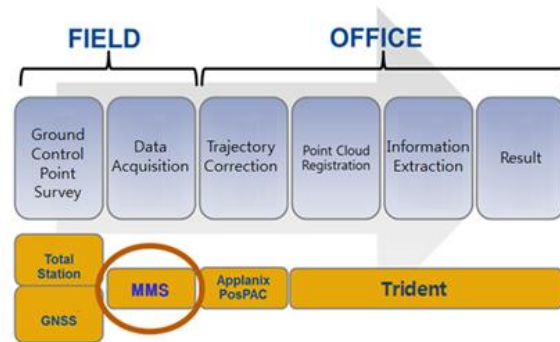 FIELD
OFFICE
Ground
Control
Point
Survey
Data
Acquisition
Trajectory
Correction
Point Cloud
Registration
Information
Extraction
Result
Total
Station
GNSS
MMS
Applanix
PosPAC
Trident